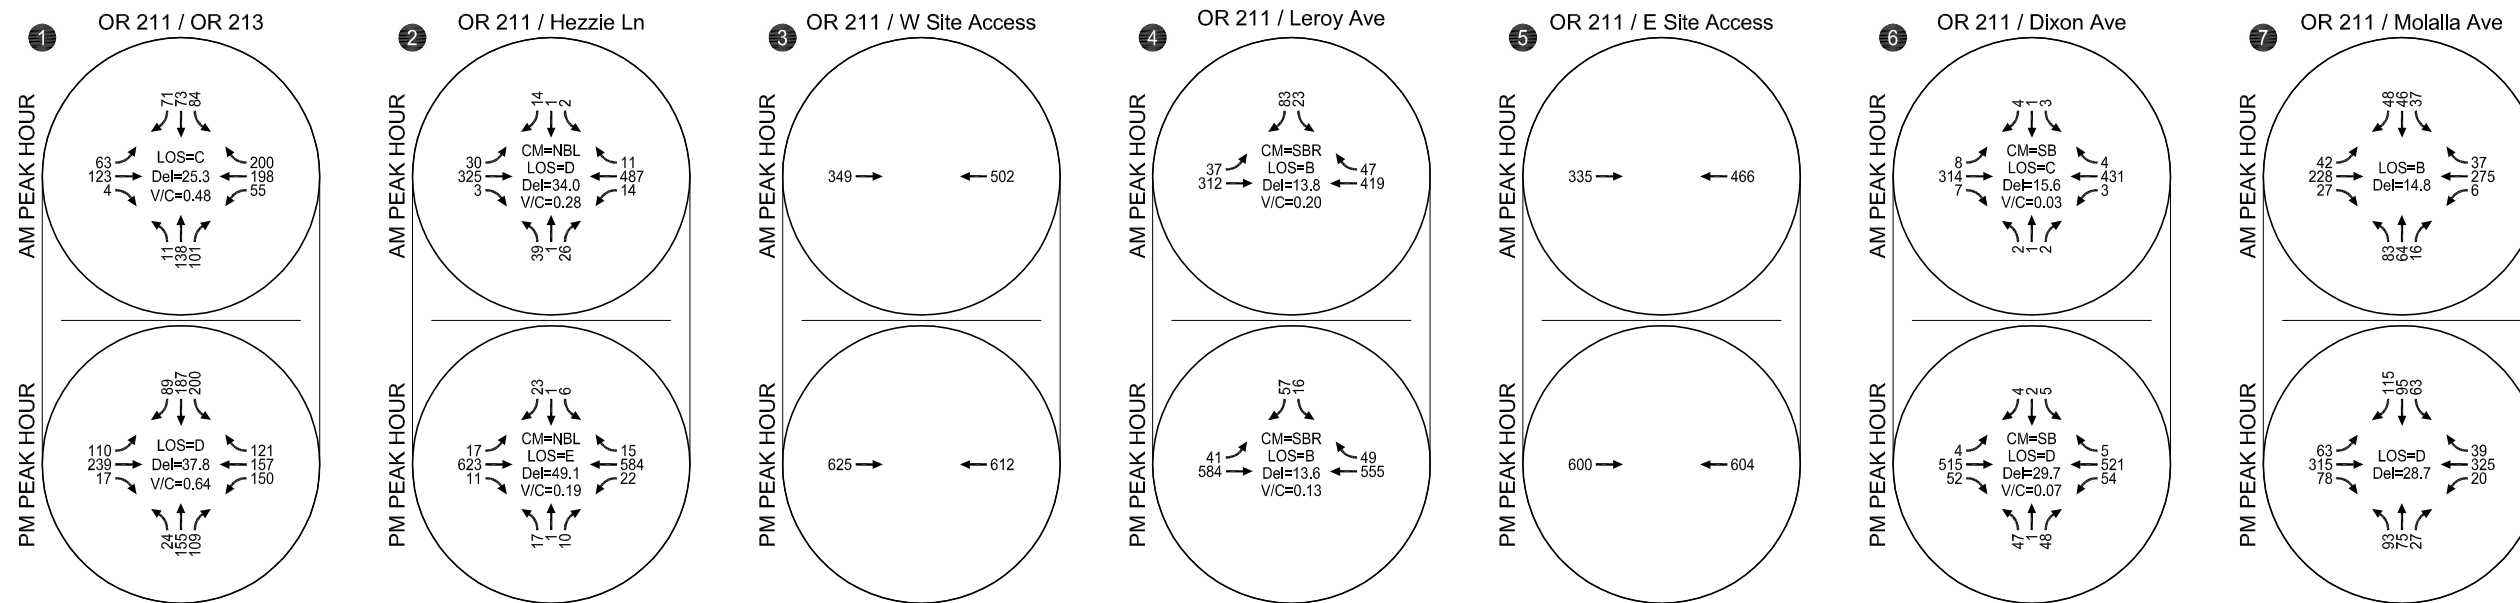 1 OR 211 / OR 213
2 OR 211 / Hezzie Ln
3 OR 211 / W Site Access
4 OR 211 / Leroy Ave
5 OR 211 / E Site Access
6 OR 211 / Dixon Ave
7 OR 211 / Molalla Ave
AM PEAK HOUR
71 73 84
63
123
4
LOS=C
Del=25.3
V/C=0.48
200
198
55
11 138 101
PM PEAK HOUR
89 187 200
110
239
17
LOS=D
Del=37.8
V/C=0.64
121
157
150
24 155 109
AM PEAK HOUR
14 1 2
30
325
3
CM=NBL
LOS=D
Del=34.0
V/C=0.28
11
487
14
39 1 26
PM PEAK HOUR
23 1 6
17
623
11
CM=NBL
LOS=E
Del=49.1
V/C=0.19
15
584
22
17 1 10
AM PEAK HOUR
349
502
PM PEAK HOUR
625
612
AM PEAK HOUR
83 23
37
312
CM=SBR
LOS=B
Del=13.8
V/C=0.20
47
419
PM PEAK HOUR
57 16
41
584
CM=SBR
LOS=B
Del=13.6
V/C=0.13
49
555
AM PEAK HOUR
335
466
PM PEAK HOUR
600
604
AM PEAK HOUR
4 1 3
8
314
7
CM=SB
LOS=C
Del=15.6
V/C=0.03
4
431
3
2 1 2
PM PEAK HOUR
4 2 5
4
515
52
CM=SB
LOS=D
Del=29.7
V/C=0.07
5
521
54
47 1 48
AM PEAK HOUR
48 46 37
42
228
27
LOS=B
Del=14.8
37
275
6
83 64 16
PM PEAK HOUR
115 95 63
63
315
78
LOS=D
Del=28.7
39
325
20
93 75 27